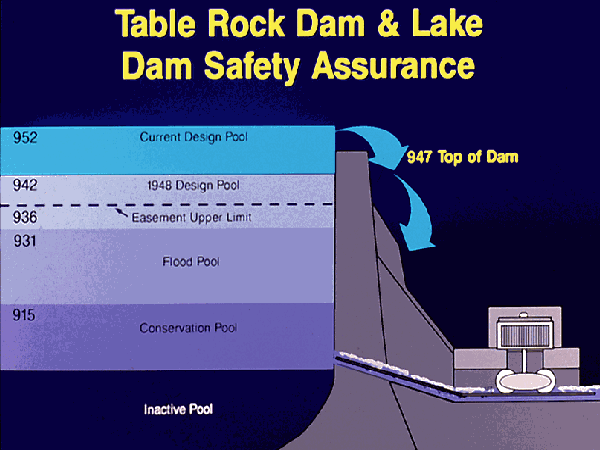 Table Rock Dam & Lake
Dam Safety Assurance
952 Current Design Pool
947 Top of Dam
942 1948 Design Pool
936 Easement Upper Limit
931
Flood Pool
915
Conservation Pool
Inactive Pool